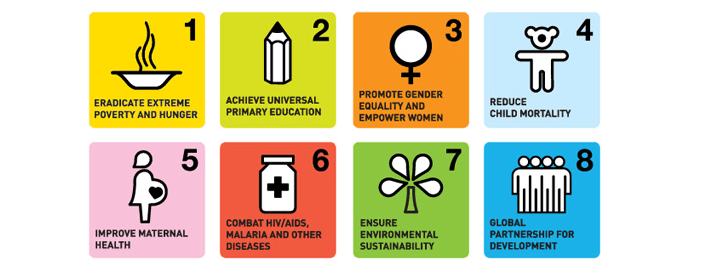 1
ERADICATE EXTREME
POVERTY AND HUNGER
2
ACHIEVE UNIVERSAL
PRIMARY EDUCATION
3
PROMOTE GENDER
EQUALITY AND
EMPOWER WOMEN
4
REDUCE
CHILD MORTALITY
5
IMPROVE MATERNAL
HEALTH
6
COMBAT HIV/AIDS,
MALARIA AND OTHER
DISEASES
7
ENSURE
ENVIRONMENTAL
SUSTAINABILITY
8
GLOBAL
PARTNERSHIP FOR
DEVELOPMENT